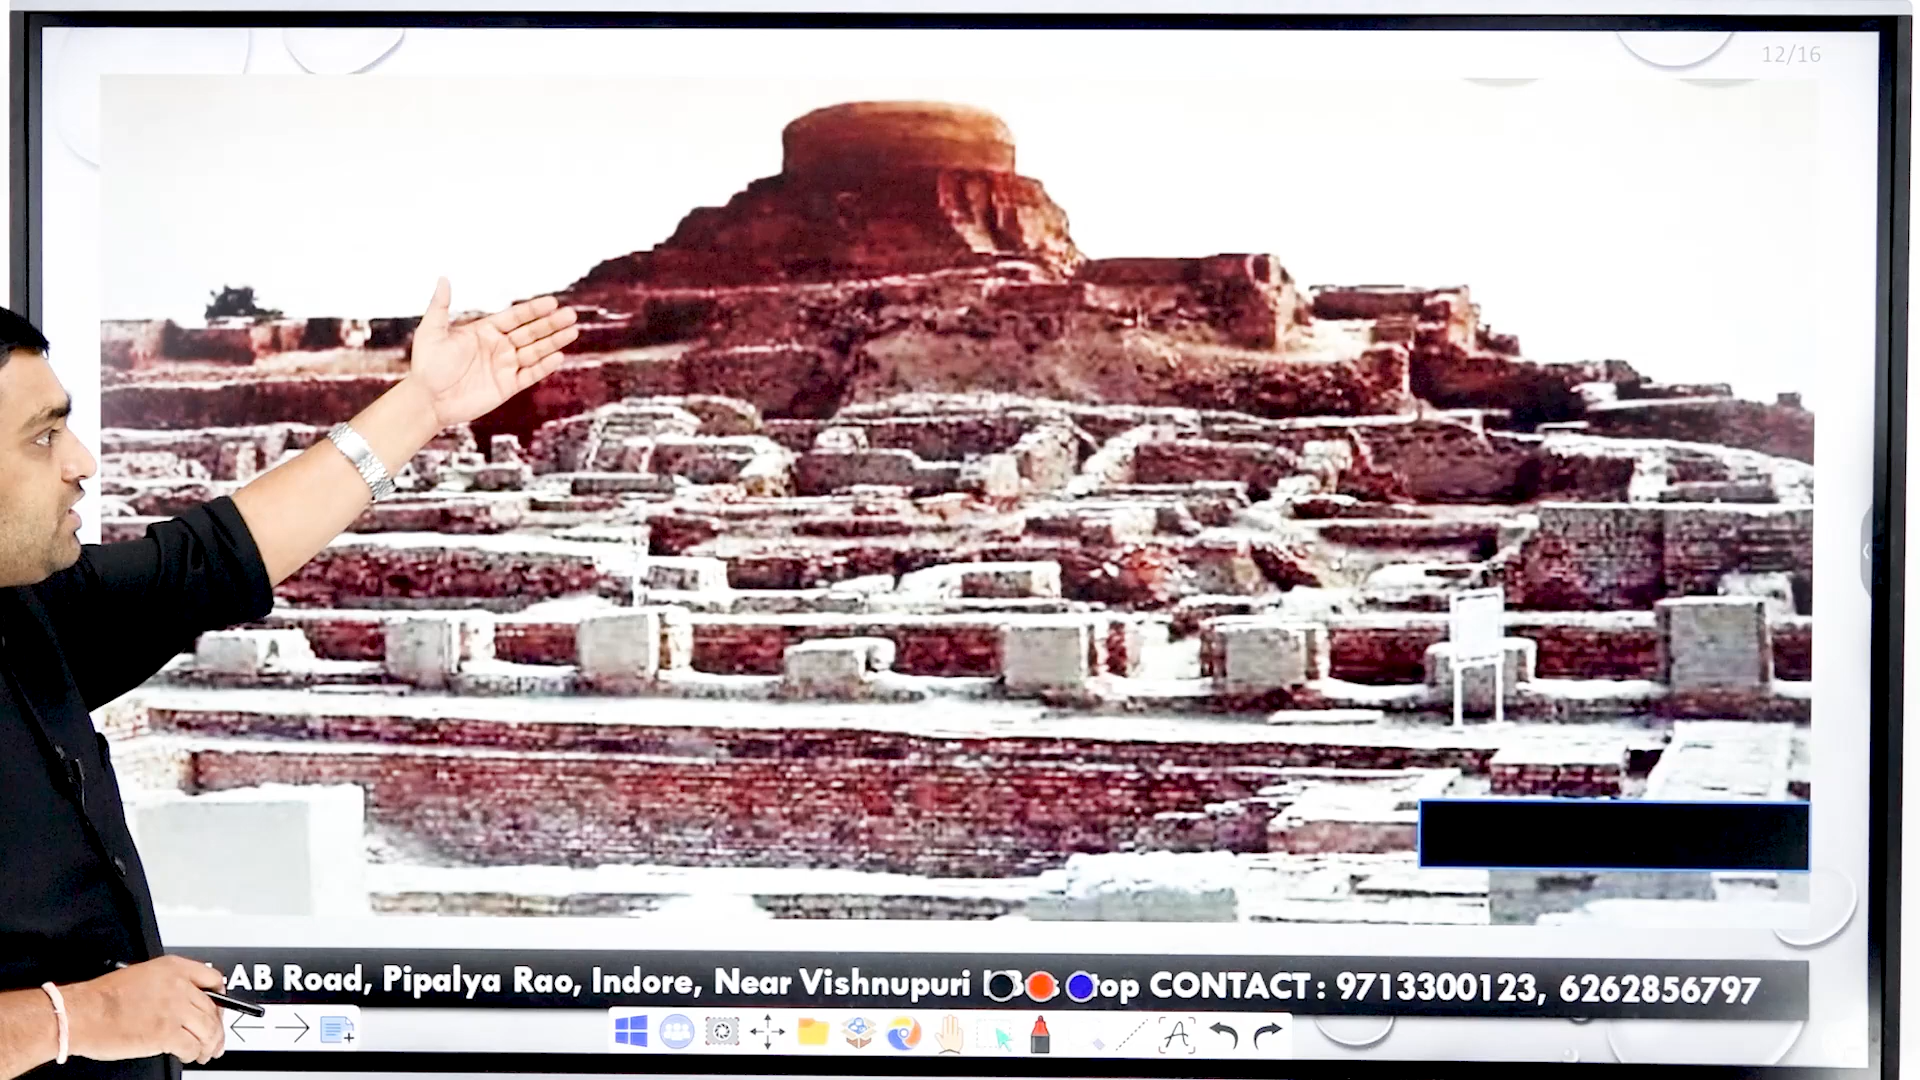 12/16
AB Road, Pipalya Rao, Indore, Near Vishnupuri top CONTACT : 9713300123, 6262856797